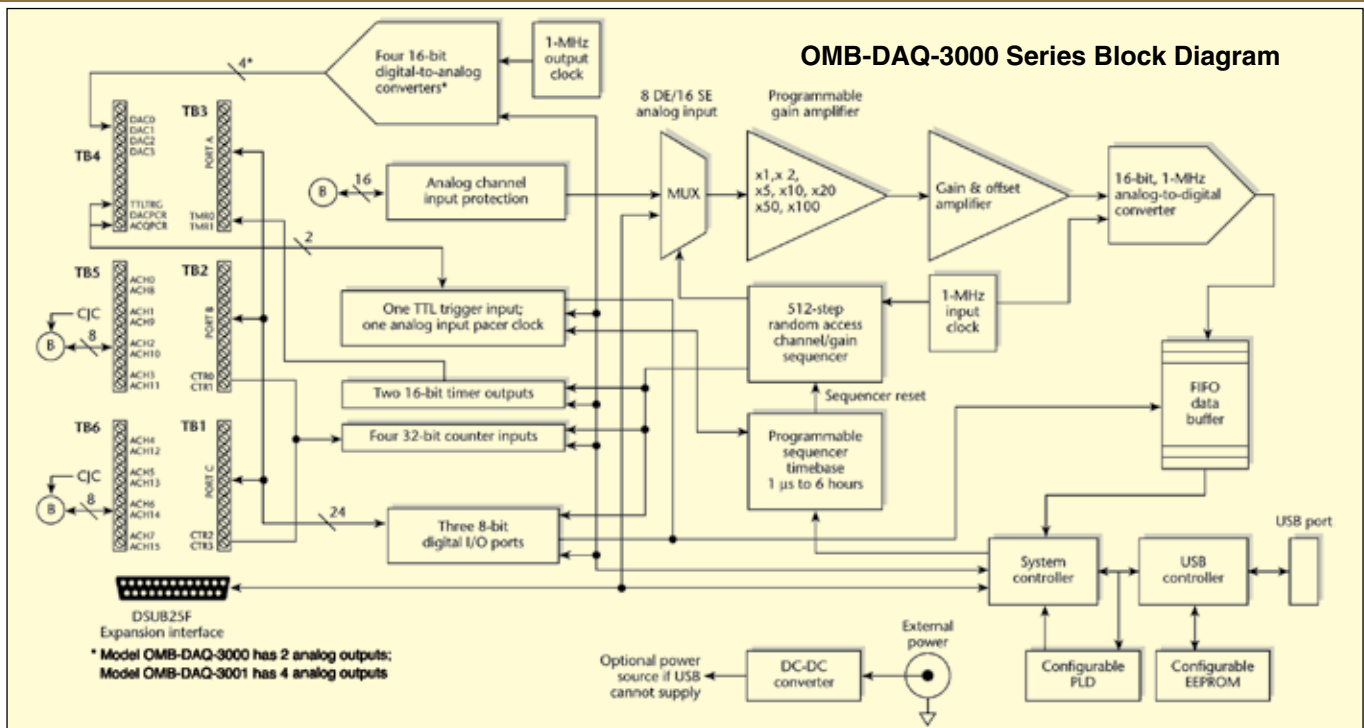 OMB-DAQ-3000 Series Block Diagram
4*
Four 16-bit
digital-to-analog
converters*
1-MHz
output
clock
TB4
DAC0
DAC1
DAC2
DAC3
TTLTRG
DACPCR
ACQPCR
TB3
PORT A
TMR0
TMR1
B
16
Analog channel
input protection
8 DE/16 SE
analog input
MUX
Programmable
gain amplifier
x1,x 2,
x5, x10, x20
x50, x100
Gain & offset
amplifier
16-bit, 1-MHz
analog-to-digital
converter
2
TB5
CJC
B
8
ACH0
ACH8
ACH1
ACH9
ACH2
ACH10
ACH3
ACH11
TB2
PORT B
CTR0
CTR1
One TTL trigger input;
one analog input pacer clock
512-step
random access
channel/gain
sequencer
1-MHz
input
clock
FIFO
data
buffer
Two 16-bit timer outputs
Sequencer reset
Four 32-bit counter inputs
Programmable
sequencer
timebase
1 µs to 6 hours
TB6
CJC
B
8
ACH4
ACH12
ACH5
ACH13
ACH6
ACH14
ACH7
ACH15
TB1
PORT C
CTR2
CTR3
24
Three 8-bit
digital I/O ports
System
controller
USB
controller
USB port
DSUB25F
Expansion interface
* Model OMB-DAQ-3000 has 2 analog outputs;
Model OMB-DAQ-3001 has 4 analog outputs
Optional power
source if USB
cannot supply
DC-DC
converter
External
power
Configurable
PLD
Configurable
EEPROM